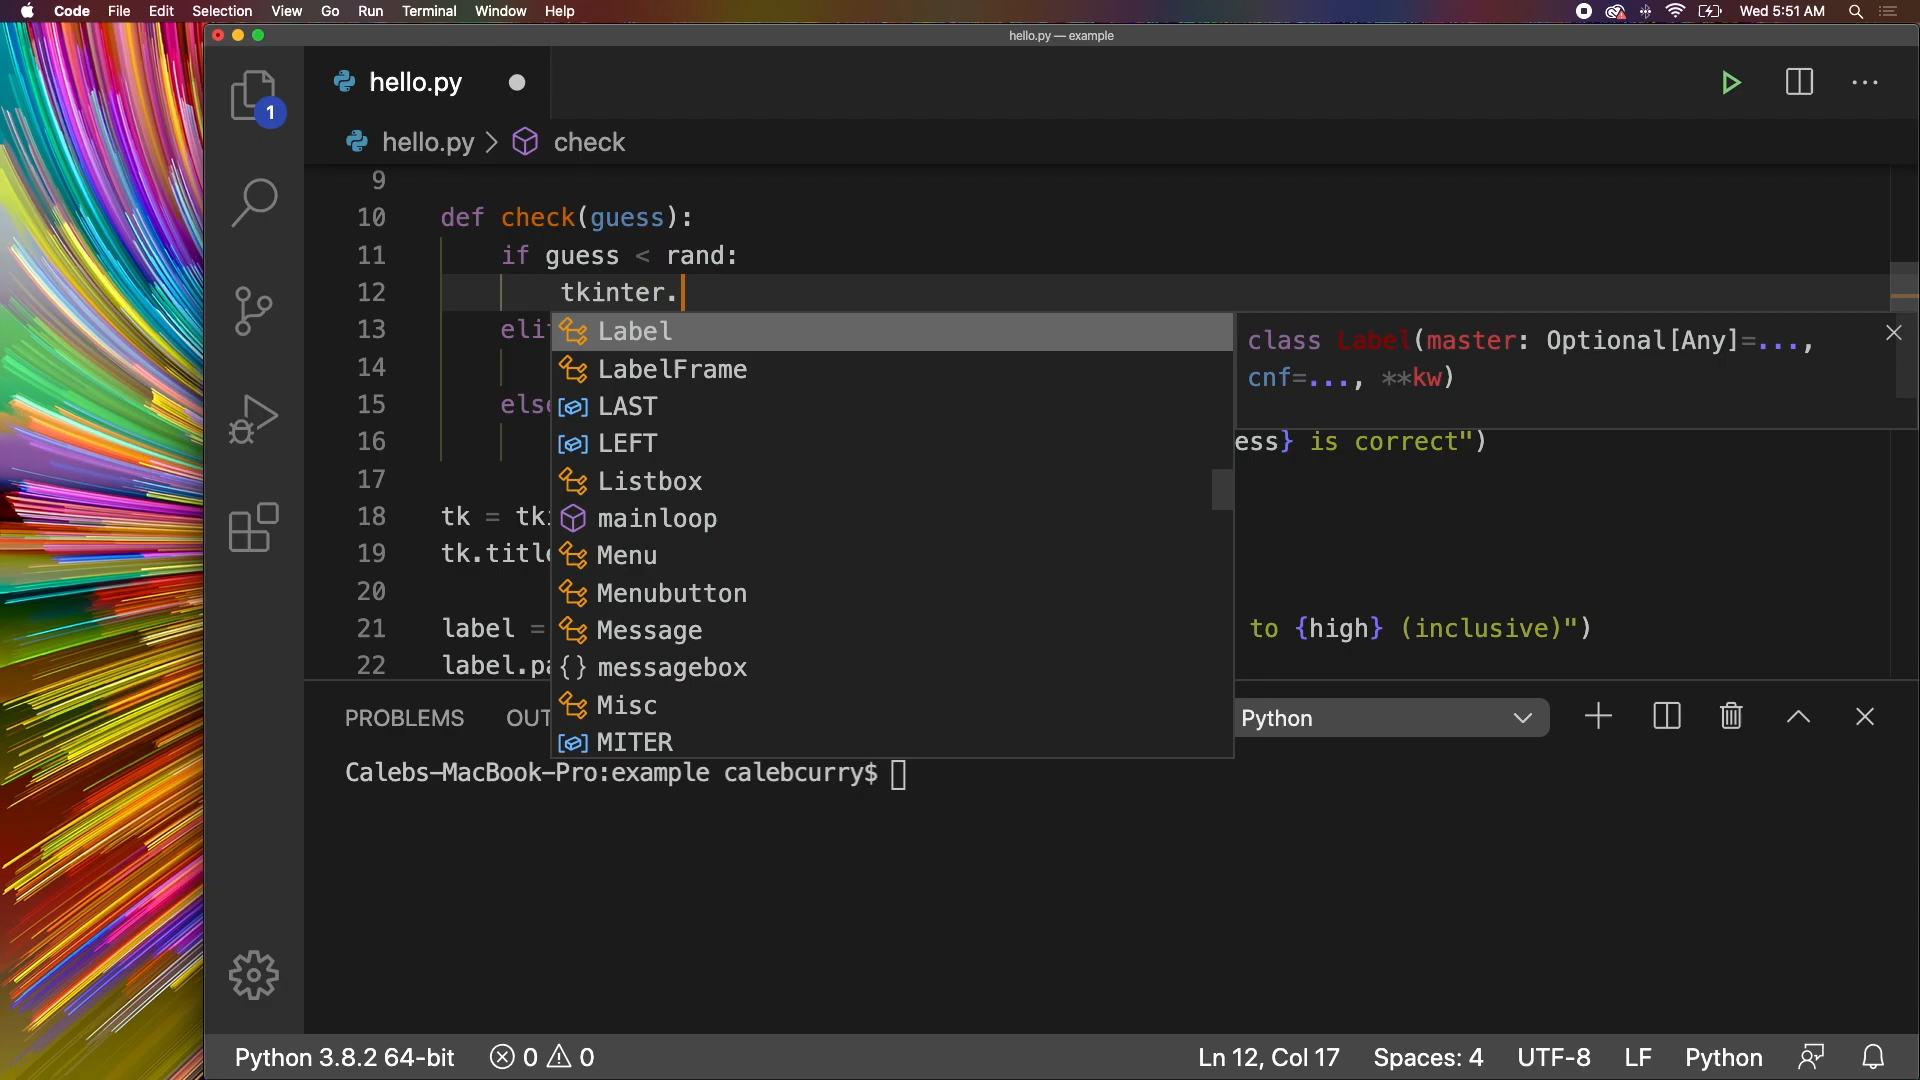 Code File Edit Selection View Go Run Terminal Window Help Wed 5:51 AM
hello.py — example
1
hello.py
hello.py > check
9
10 def check(guess):
11 if guess < rand:
12 tkinter.
13 eli
14
15 else
16 ess} is correct")
17
18 tk = tk
19 tk.title
20
21 label = to {high} (inclusive)")
22 label.pa
Label
LabelFrame
LAST
LEFT
Listbox
mainloop
Menu
Menubutton
Message
{} messagebox
Misc
MITER
class Label(master: Optional[Any]=...,
cnf=..., **kw)
PROBLEMS OUT Python
Calebs-MacBook-Pro:example calebcurry$
Python 3.8.2 64-bit 0 0 Ln 12, Col 17 Spaces: 4 UTF-8 LF Python